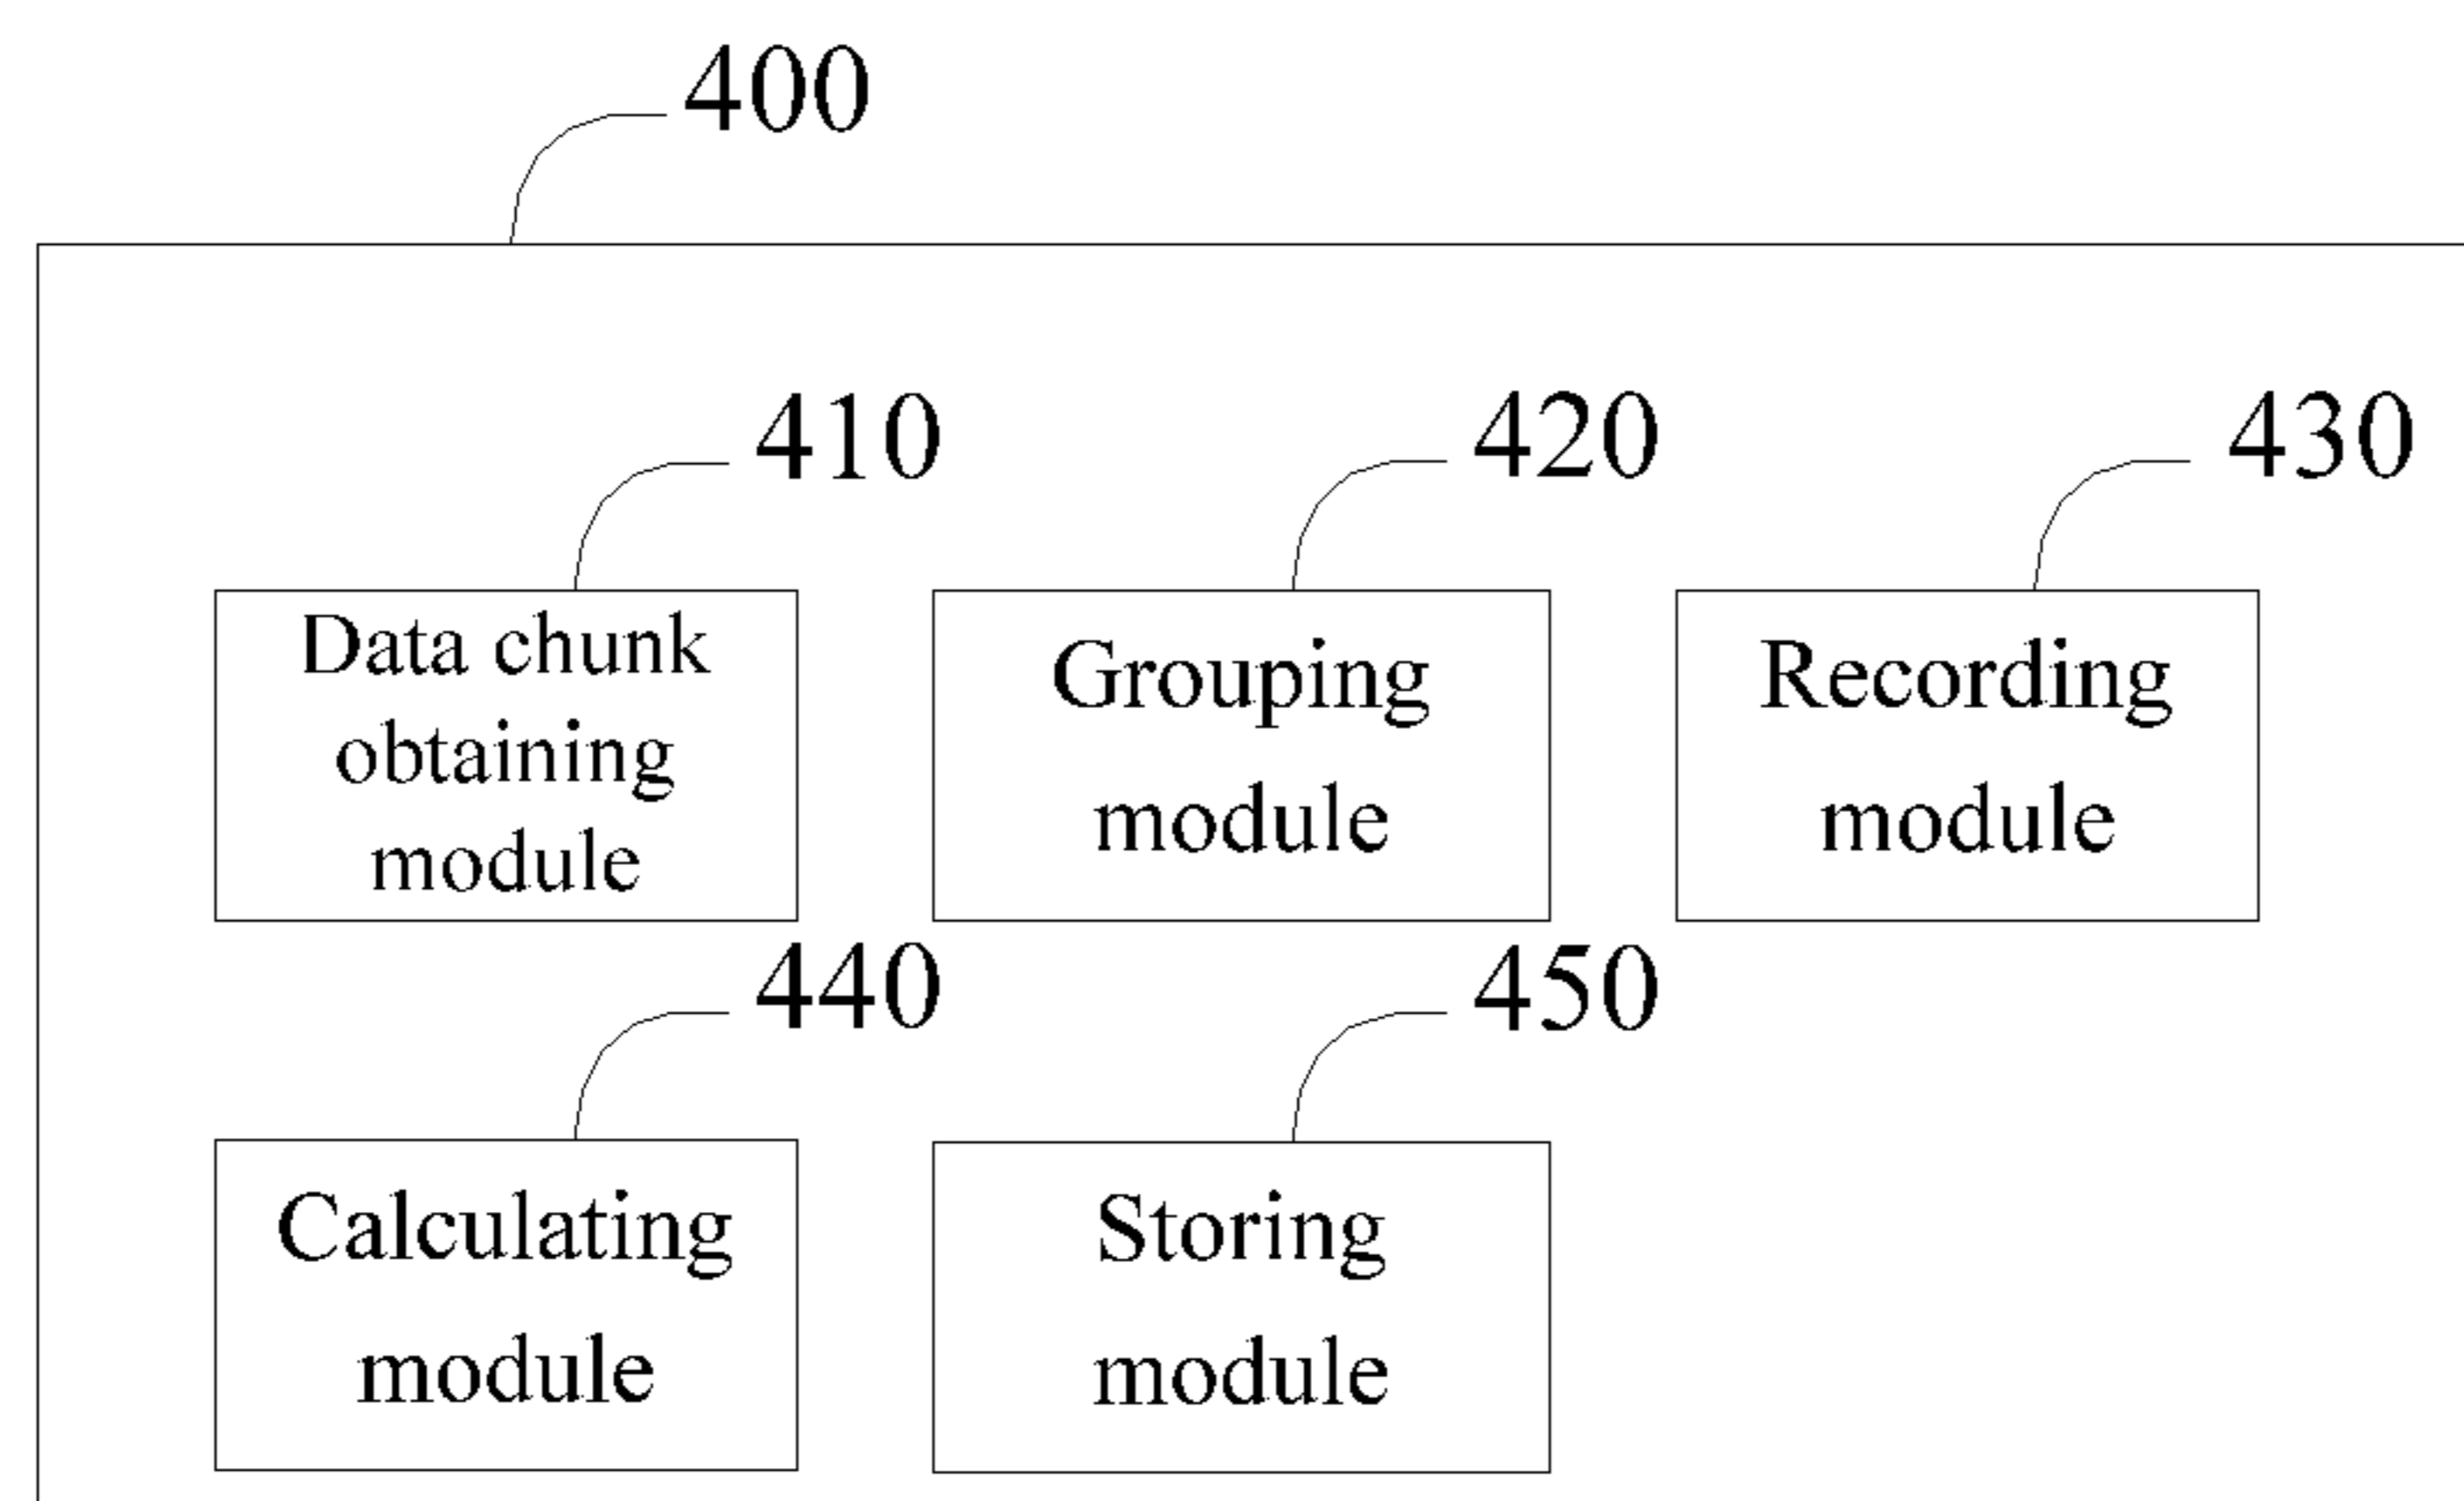 400
410
420
430
Data chunk
obtaining
module
Grouping
module
Recording
module
440
450
Calculating
module
Storing
module